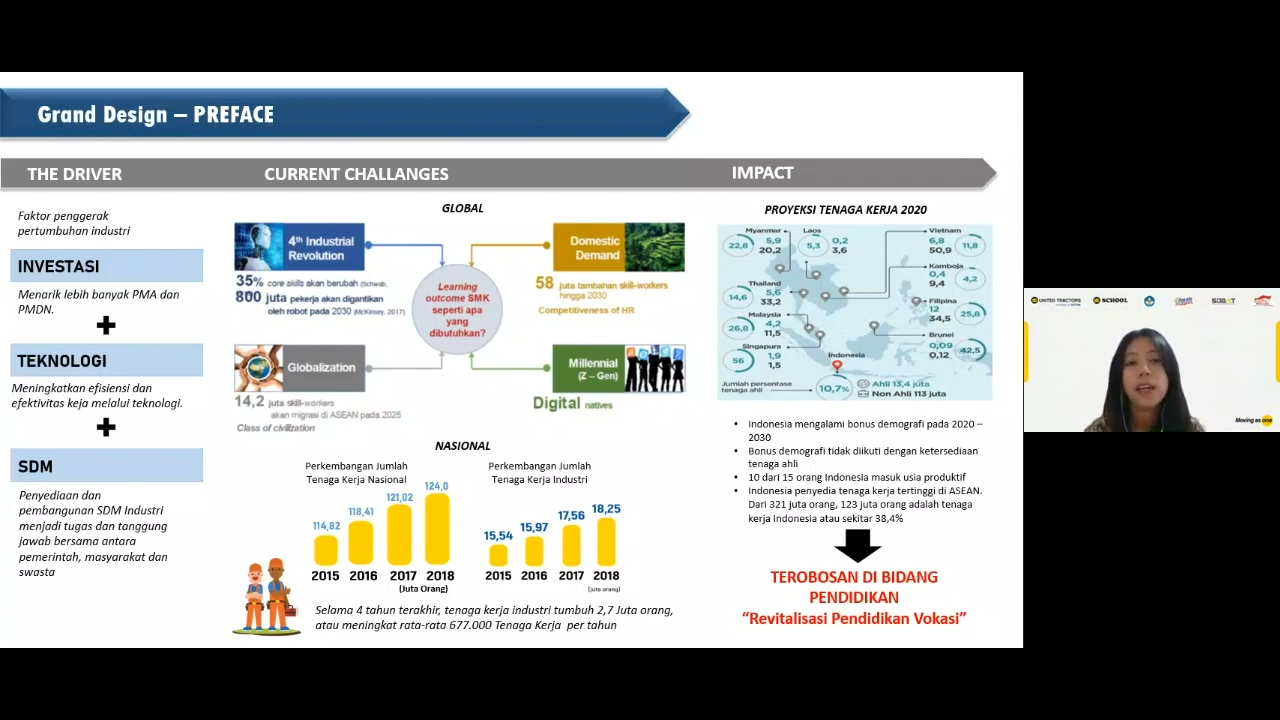 Grand Design – PREFACE
THE DRIVER
CURRENT CHALLANGES
IMPACT
Faktor penggerak
pertumbuhan industri
INVESTASI
Menarik lebih banyak PMA dan
PMDN.
TEKNOLOGI
Meningkatkan efisiensi dan
efektivitas keja melalui teknologi.
SDM
Penyediaan dan
pembangunan SDM Industri
menjadi tugas dan tanggung
jawab bersama antara
pemerintah, masyarakat dan
swasta
GLOBAL
4th Industrial
Revolution
35% core skills akan berubah (Schwab,
800 juta pekerja akan digantikan
oleh robot pada 2030 (McKinsey, 2017)
Domestic
Demand
58 juta tambahan skill-workers
hingga 2030
Competitiveness of HR
Learning
outcome SMK
seperti apa
yang
dibutuhkan?
Globalization
14,2 juta skill-workers
akan migrasi di ASEAN pada 2025
Class of civilization
Millennial
(Z – Gen)
Digital natives
NASIONAL
Perkembangan Jumlah
Tenaga Kerja Nasional
114,82
118,41
121,02
124,0
2015 2016 2017 2018
(Juta Orang)
Perkembangan Jumlah
Tenaga Kerja Industri
15,54
15,97
17,56
18,25
2015 2016 2017 2018
(juta orang)
Selama 4 tahun terakhir, tenaga kerja industri tumbuh 2,7 Juta orang,
atau meningkat rata-rata 677.000 Tenaga Kerja per tahun
PROYEKSI TENAGA KERJA 2020
Myanmar
22,8
5,9
20,2
Laos
5,3
0,2
3,6
Vietnam
6,8
50,9
11,8
Kamboja
0,4
9,4
4,2
Thailand
14,6
5,6
33,2
Filipina
12
34,5
25,8
Malaysia
26,8
4,2
11,5
Brunei
0,09
0,12
42,5
Singapura
56
1,9
1,5
Indonesia
Jumlah persentase
tenaga ahli
10,7%
Ahli 13,4 juta
Non Ahli 113 juta
• Indonesia mengalami bonus demografi pada 2020 –
2030
• Bonus demografi tidak diikuti dengan ketersediaan
tenaga ahli
• 10 dari 15 orang Indonesia masuk usia produktif
• Indonesia penyedia tenaga kerja tertinggi di ASEAN.
Dari 321 juta orang, 123 juta orang adalah tenaga
kerja Indonesia atau sekitar 38,4%
TEROBOSAN DI BIDANG
PENDIDIKAN
“Revitalisasi Pendidikan Vokasi”
UNITED TRACTORS
SCHOOL
Moving as one